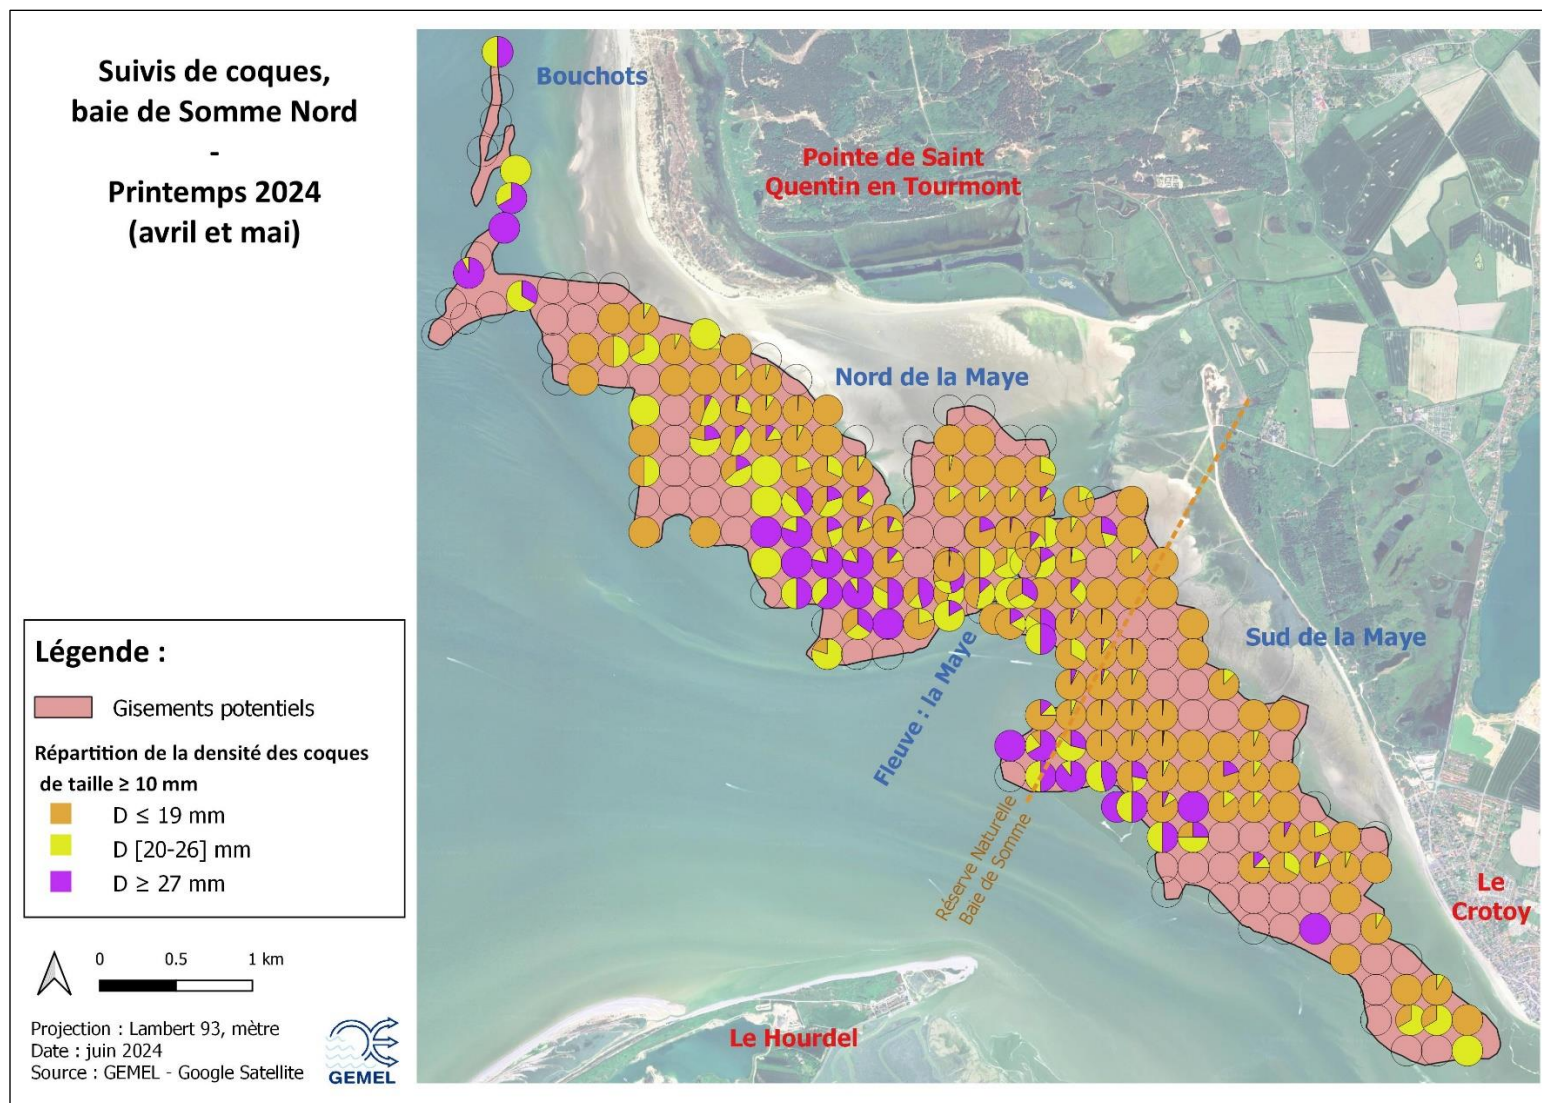 Suivis de coques,
baie de Somme Nord
-
Printemps 2024
(avril et mai)
Bouchots
Pointe de Saint
Quentin en Tourmont
Nord de la Maye
Sud de la Maye
Fleuve : la Maye
Réserve Naturelle
Baie de Somme
Le
Crotoy
Le Hourdel
Légende :
Gisements potentiels
Répartition de la densité des coques
de taille ≥ 10 mm
D ≤ 19 mm
D [20-26] mm
D ≥ 27 mm
0 0.5 1 km
Projection : Lambert 93, mètre
Date : juin 2024
Source : GEMEL - Google Satellite
GEMEL